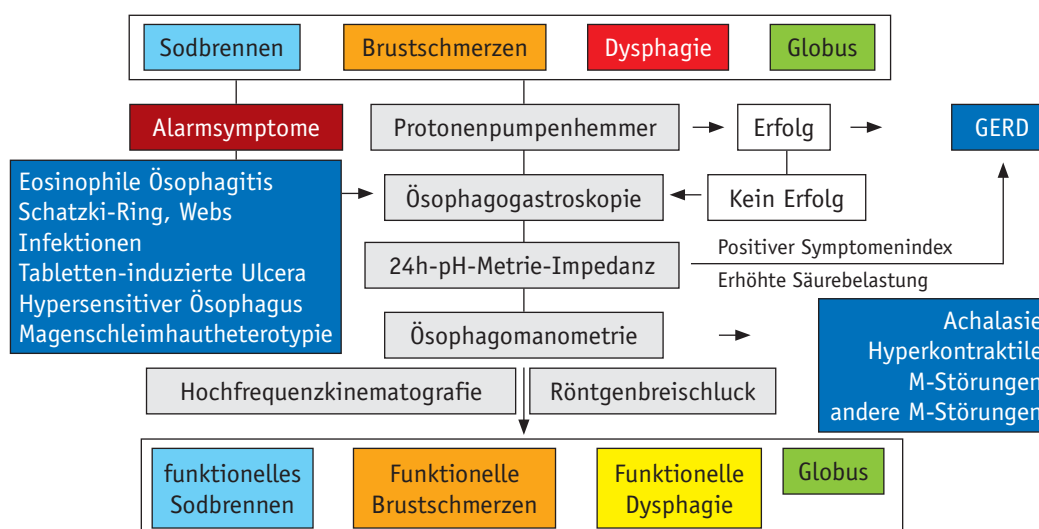 Sodbrennen
Brustschmerzen
Dysphagie
Globus
Alarmsymptome
Protonenpumpenhemmer
Erfolg
GERD
Eosinophile Ösophagitis
Schatzki-Ring, Webs
Infektionen
Tabletten-induzierte Ulcera
Hypersensitiver Ösophagus
Magenschleimhautheterotypie
Ösophagogastroskopie
Kein Erfolg
24h-pH-Metrie-Impedanz
Positiver Symptomenindex
Erhöhte Säurebelastung
Ösophagomanometrie
Achalasie
Hyperkontraktile
M-Störungen
andere M-Störungen
Hochfrequenzkinematografie
Röntgenbreischluck
funktionelles
Sodbrennen
Funktionelle
Brustschmerzen
Funktionelle
Dysphagie
Globus